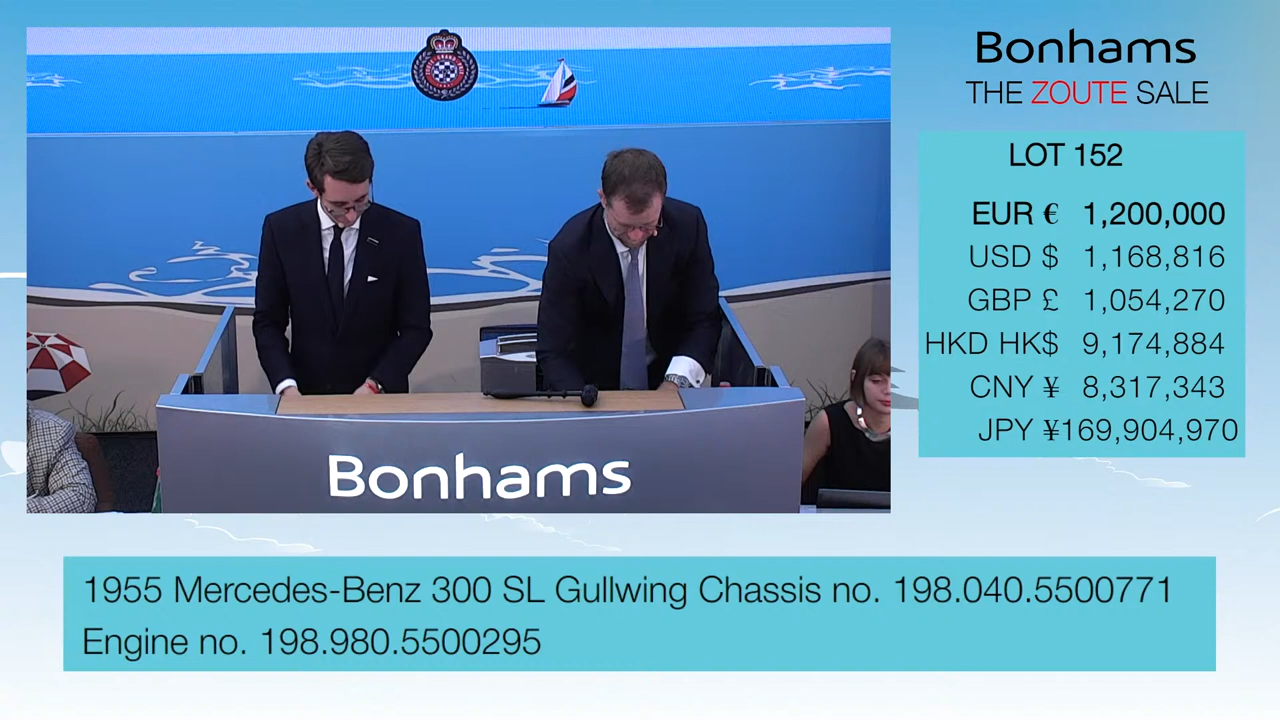 Bonhams
THE ZOUTE SALE
LOT 152
EUR € 1,200,000
USD $ 1,168,816
GBP £ 1,054,270
HKD HK$ 9,174,884
CNY ¥ 8,317,343
JPY ¥169,904,970
Bonhams
1955 Mercedes-Benz 300 SL Gullwing Chassis no. 198.040.5500771
Engine no. 198.980.5500295